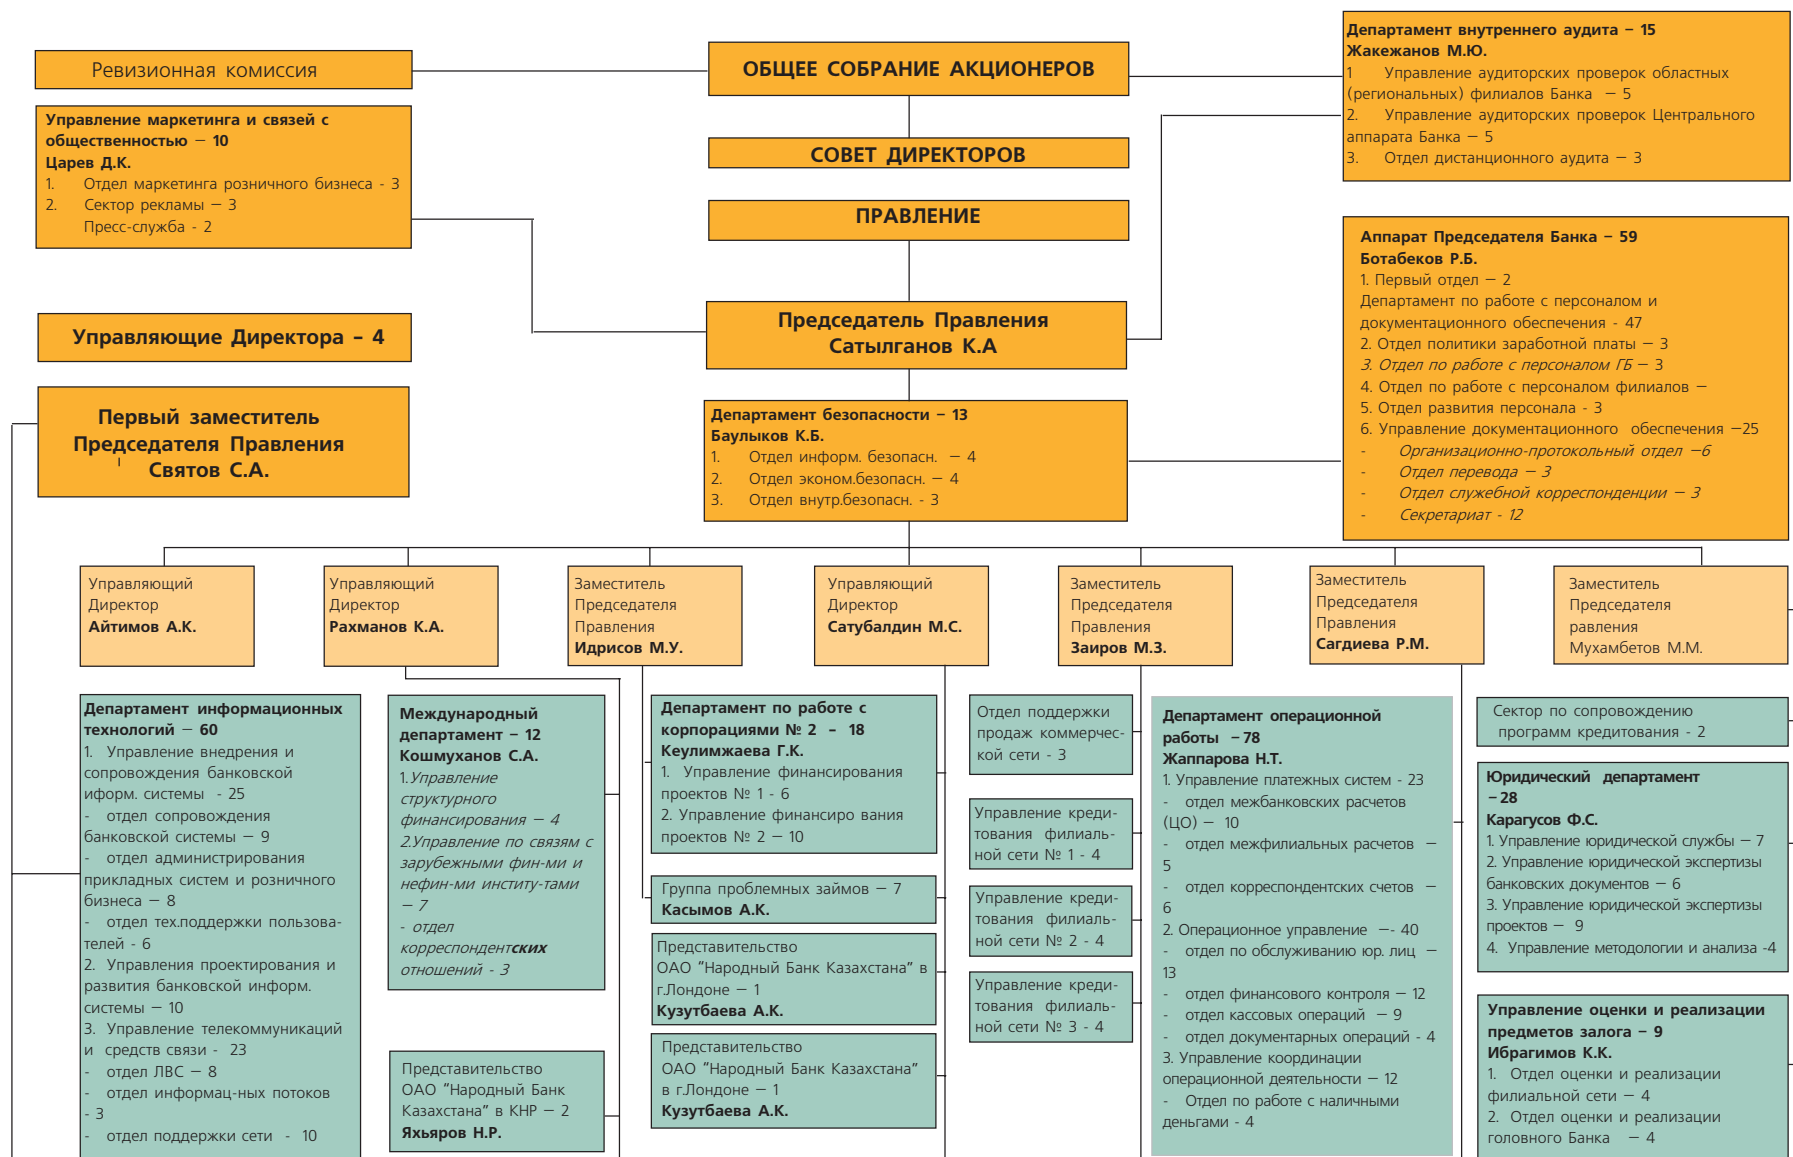 Ревизионная комиссия
ОБЩЕЕ СОБРАНИЕ АКЦИОНЕРОВ
Департамент внутреннего аудита – 15
Жакежанов М.Ю.
1 Управление аудиторских проверок областных
(региональных) филиалов Банка – 5
2. Управление аудиторских проверок Центрального
аппарата Банка – 5
3. Отдел дистанционного аудита – 3
Управление маркетинга и связей с
общественностью – 10
Царев Д.К.
1. Отдел маркетинга розничного бизнеса - 3
2. Сектор рекламы – 3
Пресс-служба - 2
СОВЕТ ДИРЕКТОРОВ
ПРАВЛЕНИЕ
Аппарат Председателя Банка – 59
Ботабеков Р.Б.
1. Первый отдел – 2
Департамент по работе с персоналом и
документационного обеспечения - 47
2. Отдел политики заработной платы – 3
3. Отдел по работе с персоналом ГБ – 3
4. Отдел по работе с персоналом филиалов –
5. Отдел развития персонала - 3
6. Управление документационного обеспечения –25
- Организационно-протокольный отдел –6
- Отдел перевода – 3
- Отдел служебной корреспонденции – 3
- Секретариат - 12
Управляющие Директора – 4
Председатель Правления
Сатылганов К.А
Первый заместитель
Председателя Правления
Святов С.А.
Департамент безопасности – 13
Баулыков К.Б.
1. Отдел информ. безопасн. – 4
2. Отдел эконом.безопасн. – 4
3. Отдел внутр.безопасн. - 3
Управляющий
Директор
Айтимов А.К.
Управляющий
Директор
Рахманов К.А.
Заместитель
Председателя
Правления
Идрисов М.У.
Управляющий
Директор
Сатубалдин М.С.
Заместитель
Председателя
Правления
Заиров М.З.
Заместитель
Председателя
Правления
Сагдиева Р.М.
Заместитель
Председателя
равления
Мухамбетов М.М.
Департамент информационных
технологий – 60
1. Управление внедрения и
сопровождения банковской
иформ. системы - 25
- отдел сопровождения
банковской системы – 9
- отдел администрирования
прикладных систем и розничного
бизнеса – 8
- отдел тех.поддержки пользова-
телей - 6
2. Управления проектирования и
развития банковской информ.
системы – 10
3. Управление телекоммуникаций
и средств связи - 23
- отдел ЛВС – 8
- отдел информац-ных потоков
- 3
- отдел поддержки сети - 10
Международный
департамент – 12
Кошмуханов С.А.
1.Управление
структурного
финансирования – 4
2.Управление по связям с
зарубежными фин-ми и
нефин-ми институ-тами
– 7
- отдел
корреспондентских
отношений - 3
Представительство
ОАО "Народный Банк
Казахстана" в КНР – 2
Яхьяров Н.Р.
Департамент по работе с
корпорациями № 2 – 18
Кеулимжаева Г.К.
1. Управление финансирования
проектов № 1 - 6
2. Управление финансиро вания
проектов № 2 – 10
Группа проблемных займов – 7
Касымов А.К.
Представительство
ОАО "Народный Банк Казахстана" в
г.Лондоне – 1
Кузутбаева А.К.
Представительство
ОАО "Народный Банк Казахстана"
в г.Лондоне – 1
Кузутбаева А.К.
Отдел поддержки
продаж коммерчес-
кой сети - 3
Управление креди-
тования филиаль-
ной сети № 1 - 4
Управление креди-
тования филиаль-
ной сети № 2 - 4
Управление креди-
тования филиаль-
ной сети № 3 - 4
Департамент операционной
работы –78
Жаппарова Н.Т.
1. Управление платежных систем - 23
- отдел межбанковских расчетов
(ЦО) – 10
- отдел межфилиальных расчетов –
5
- отдел корреспондентских счетов –
6
2. Операционное управление –- 40
- отдел по обслуживанию юр. лиц –
13
- отдел финансового контроля – 12
- отдел кассовых операций – 9
- отдел документарных операций - 4
3. Управление координации
операционной деятельности – 12
- Отдел по работе с наличными
деньгами - 4
Сектор по сопровождению
программ кредитования - 2
Юридический департамент
– 28
Карагусов Ф.С.
1. Управление юридической службы – 7
2. Управление юридической экспертизы
банковских документов – 6
3. Управление юридической экспертизы
проектов – 9
4. Управление методологии и анализа -4
Управление оценки и реализации
предметов залога – 9
Ибрагимов К.К.
1. Отдел оценки и реализации
филиальной сети – 4
2. Отдел оценки и реализации
головного Банка – 4